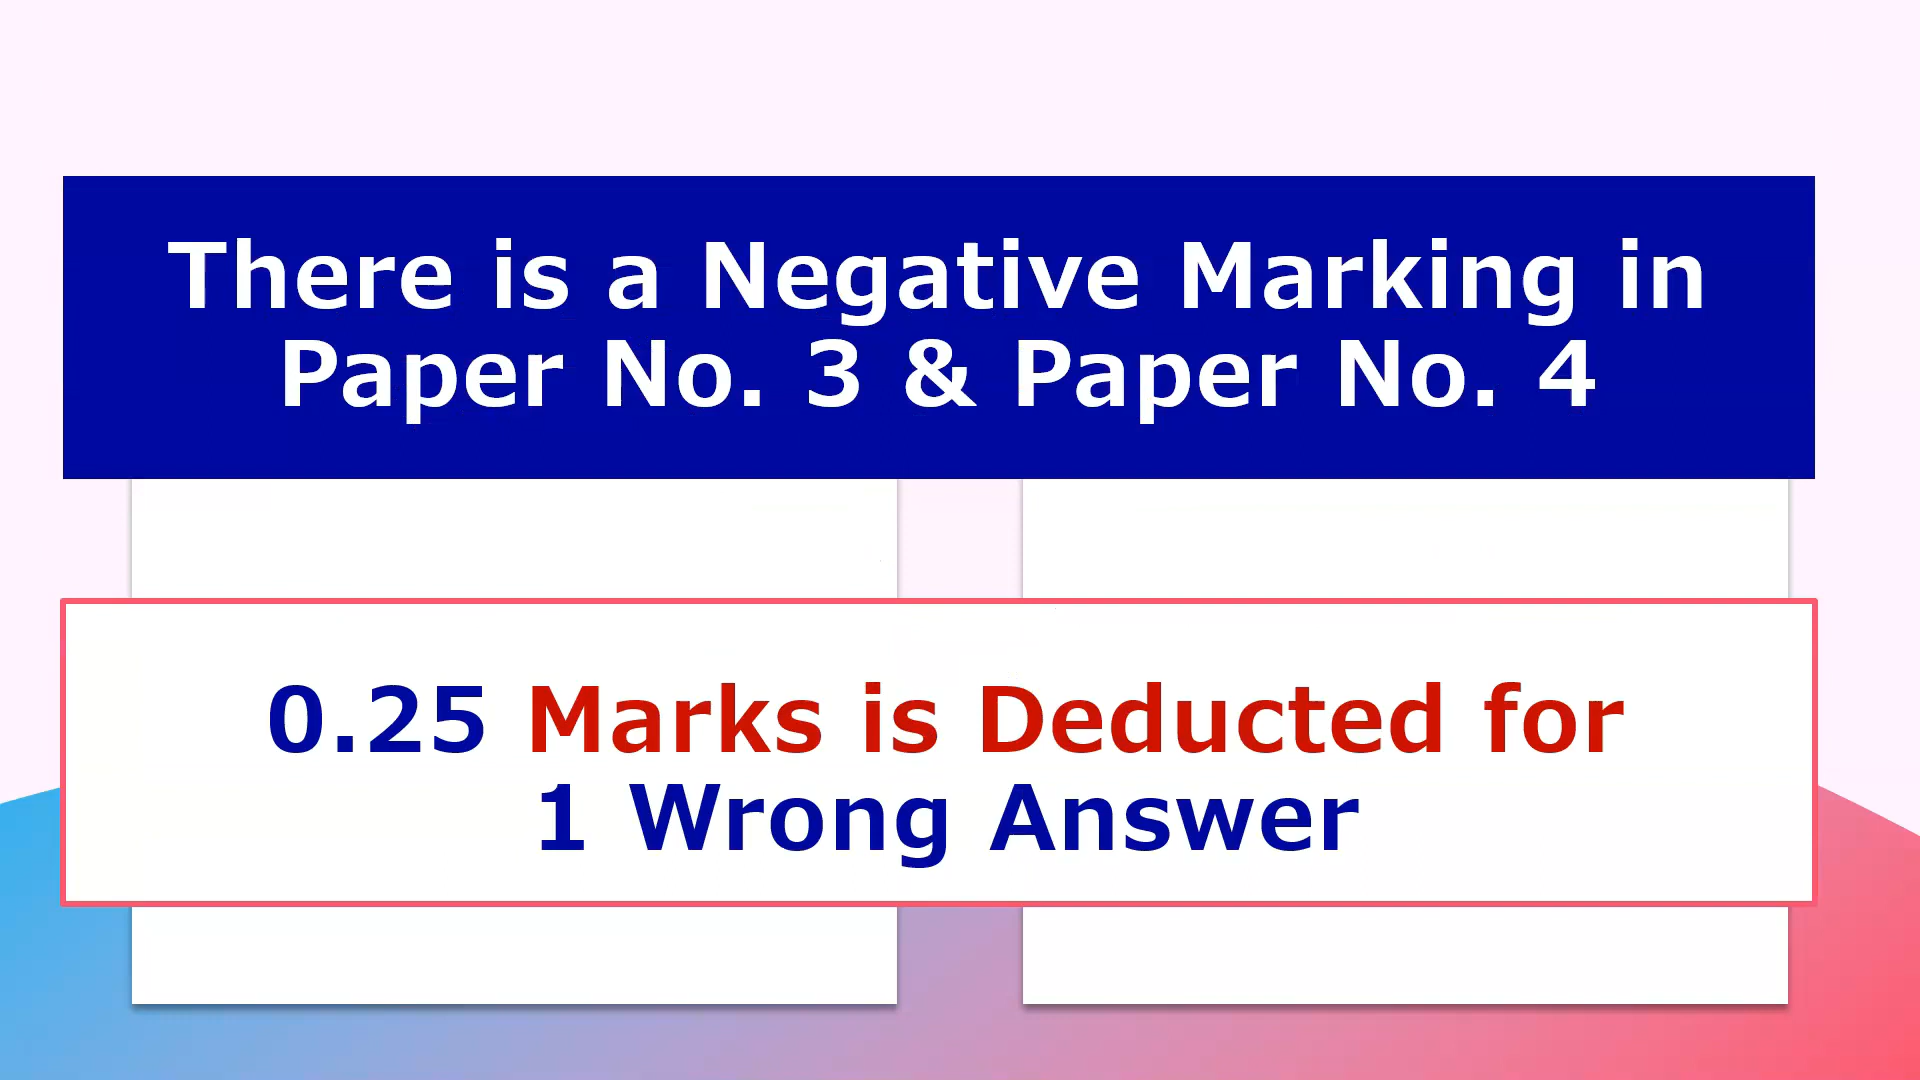 There is a Negative Marking in
Paper No. 3 & Paper No. 4
0.25 Marks is Deducted for
1 Wrong Answer